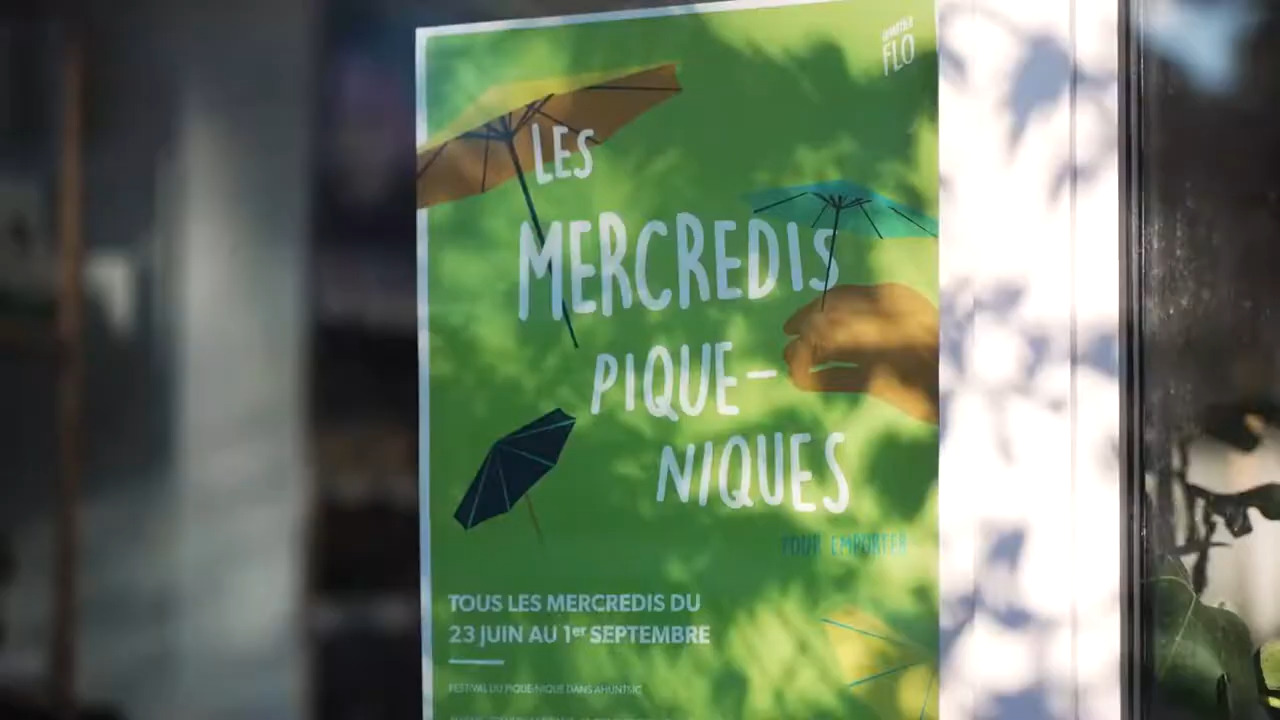 QUARTIER
FLO
LES
MERCREDIS
PIQUE-
NIQUES
POUR EMPORTER
TOUS LES MERCREDIS DU
23 JUIN AU 1er SEPTEMBRE
FESTIVAL DU PIQUE-NIQUE DANS AHUNTSIC